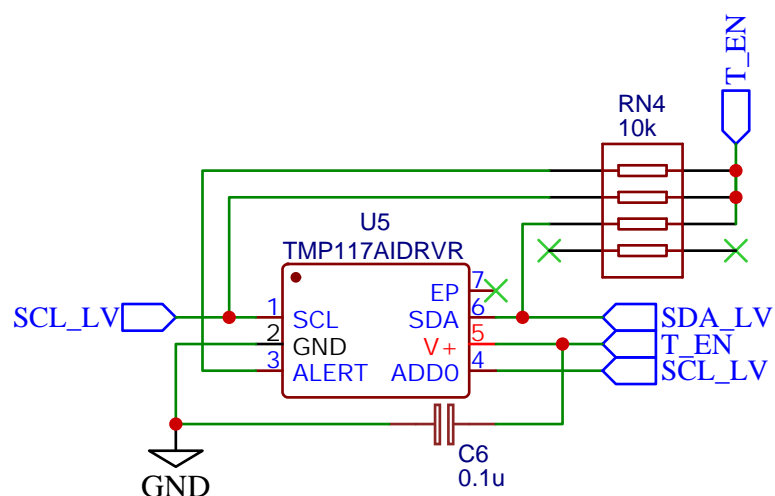 T_EN
RN4
10k
U5
TMP117AIDRVR
7
EP
SCL_LV
1
SCL
6
SDA
SDA_LV
2
GND
5
V+
T_EN
3
ALERT
4
ADD0
SCL_LV
C6
0.1u
GND